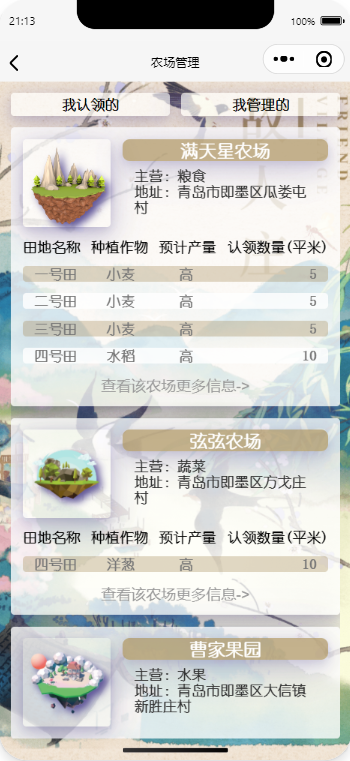 21:13
100%
农场管理
我认领的
我管理的
故人庄
FRIEND
VILLAGE
满天星农场
主营：粮食
地址：青岛市即墨区瓜蒌屯
村
田地名称 种植作物 预计产量 认领数量(平米)
一号田 小麦 高 5
二号田 小麦 高 5
三号田 小麦 高 5
四号田 水稻 高 10
查看该农场更多信息->
弦弦农场
主营：蔬菜
地址：青岛市即墨区方戈庄
村
田地名称 种植作物 预计产量 认领数量(平米)
四号田 洋葱 高 10
查看该农场更多信息->
曹家果园
主营：水果
地址：青岛市即墨区大信镇
新胜庄村